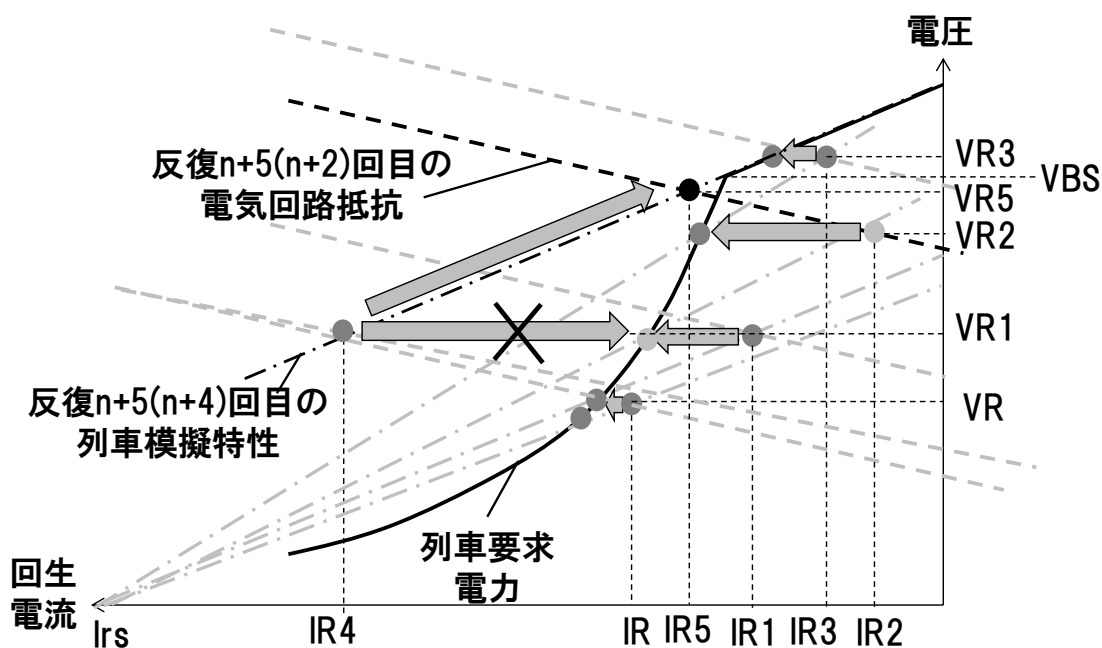 電圧
反復n+5(n+2)回目の
電気回路抵抗
VR3
VBS
VR5
VR2
VR1
反復n+5(n+4)回目の
列車模擬特性
VR
列車要求
電力
回生
電流
Irs
IR4
IR
IR5
IR1
IR3
IR2